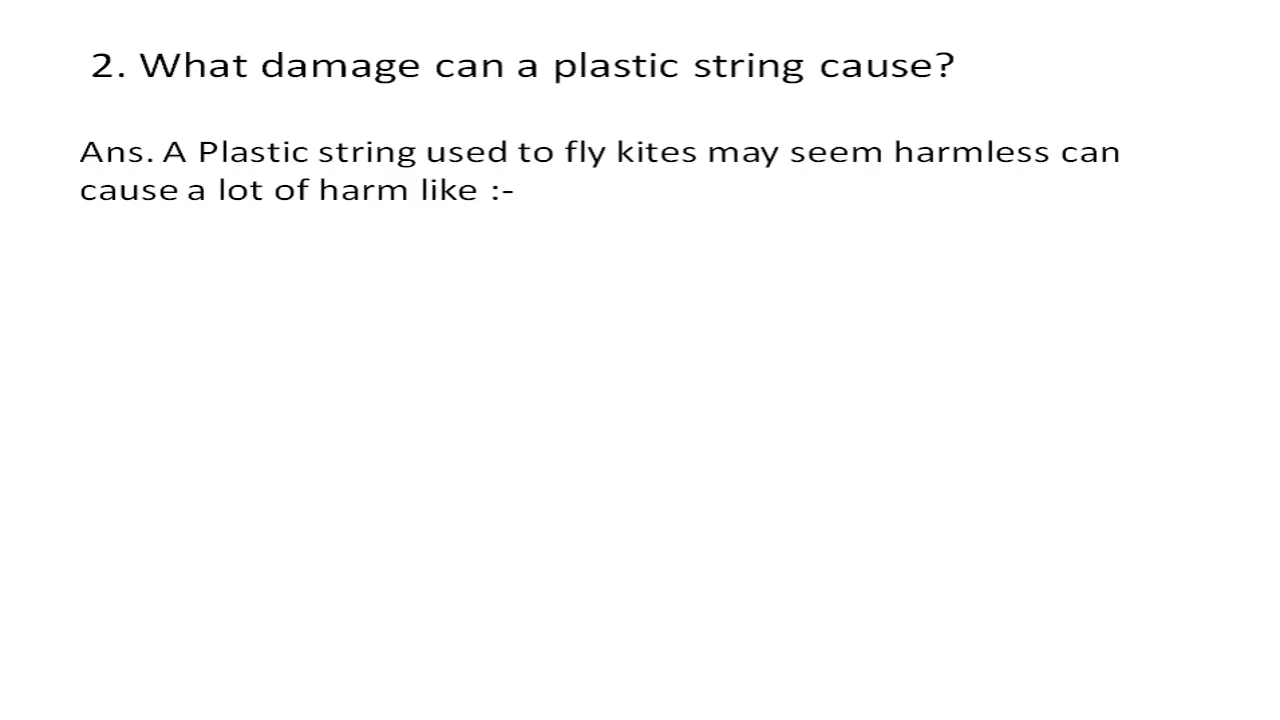 2. What damage can a plastic string cause?
Ans. A Plastic string used to fly kites may seem harmless can
cause a lot of harm like :-